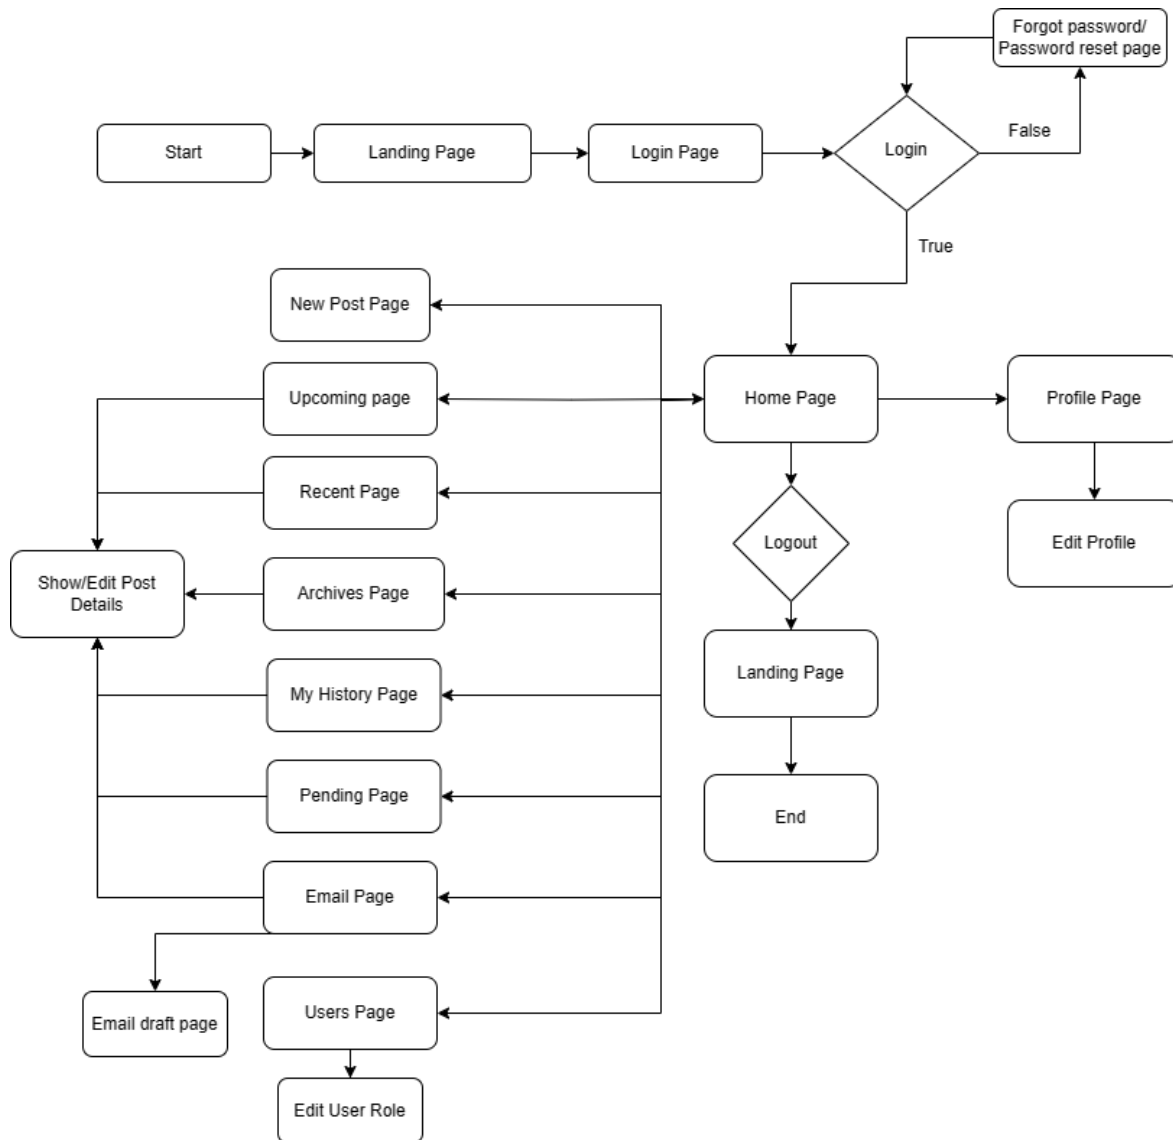 Forgot password/
Password reset page
Start
Landing Page
Login Page
Login
False
True
New Post Page
Upcoming page
Home Page
Profile Page
Recent Page
Logout
Edit Profile
Show/Edit Post
Details
Archives Page
Landing Page
My History Page
Pending Page
End
Email Page
Email draft page
Users Page
Edit User Role